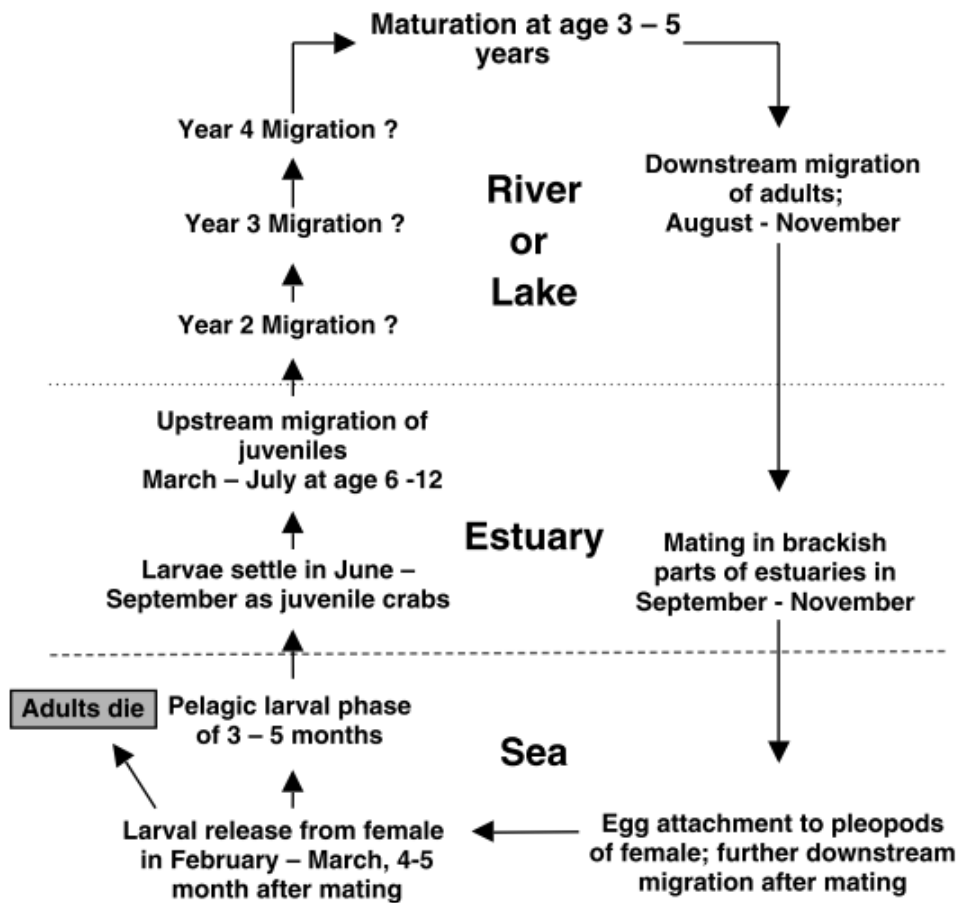 Maturation at age 3 – 5
years
Year 4 Migration ?
Year 3 Migration ?
Year 2 Migration ?
River
or
Lake
Downstream migration
of adults;
August - November
Upstream migration of
juveniles
March – July at age 6 -12
Larvae settle in June –
September as juvenile crabs
Estuary
Mating in brackish
parts of estuaries in
September - November
Adults die
Pelagic larval phase
of 3 – 5 months
Sea
Larval release from female
in February – March, 4-5
month after mating
Egg attachment to pleopods
of female; further downstream
migration after mating